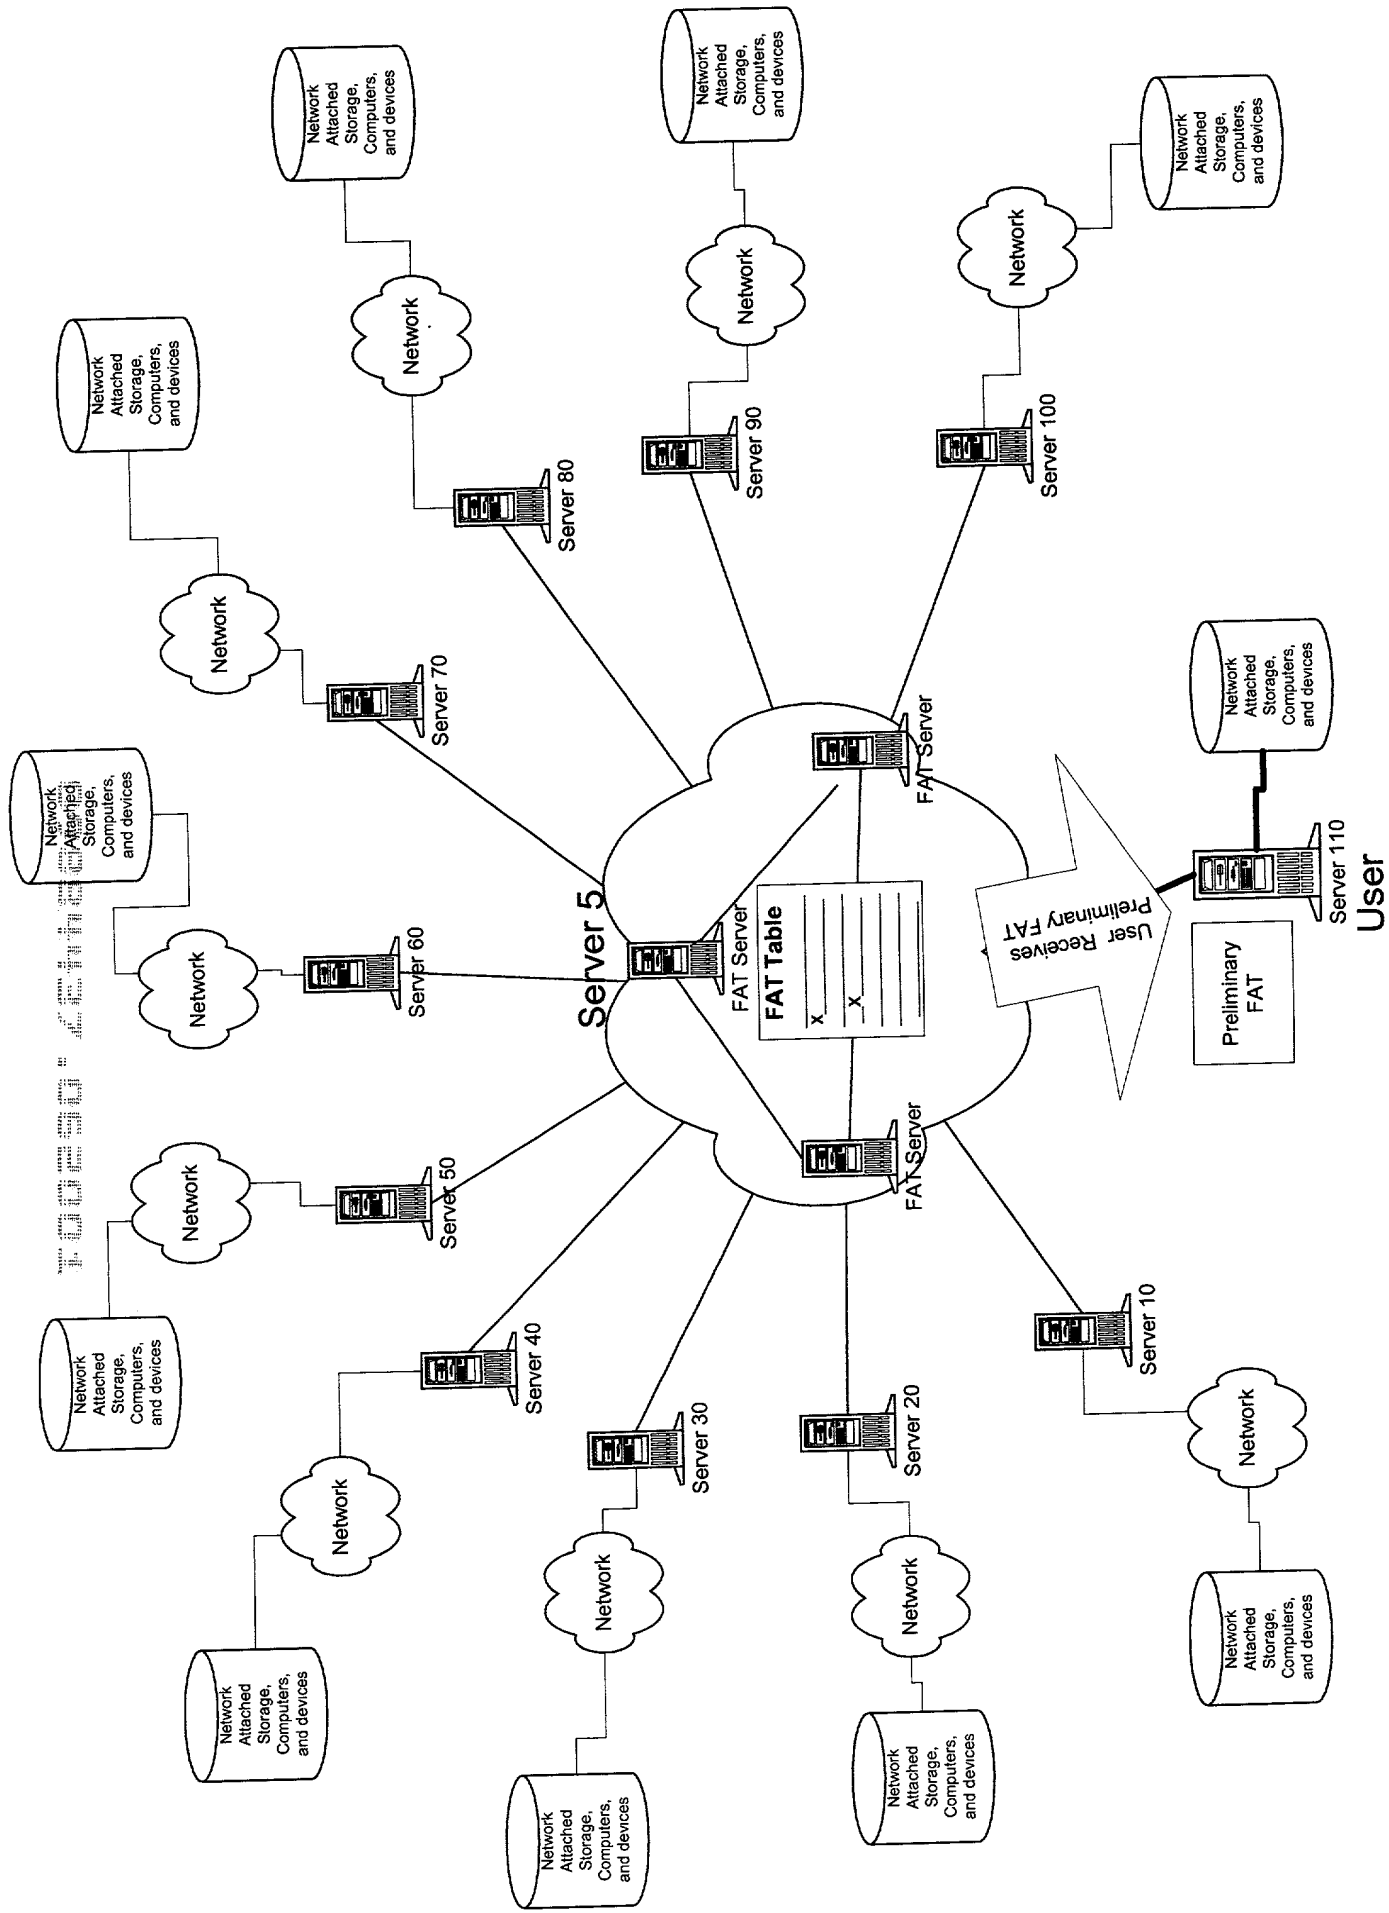 Network
Attached
Storage,
Computers,
and devices
Network
Server 60
Network
Attached
Storage,
Computers,
and devices
Network
Server 50
Network
Attached
Storage,
Computers,
and devices
Network
Server 70
Network
Attached
Storage,
Computers,
and devices
Network
Server 40
Network
Attached
Storage,
Computers,
and devices
Network
Server 80
Network
Attached
Storage,
Computers,
and devices
Network
Server 30
Server 5
FAT Server
Network
Attached
Storage,
Computers,
and devices
Network
Server 90
FAT Table
X
X
FAT Server
FAT Server
Network
Attached
Storage,
Computers,
and devices
Network
Server 20
Network
Attached
Storage,
Computers,
and devices
Network
Server 100
User Receives
Preliminary FAT
Network
Attached
Storage,
Computers,
and devices
Network
Server 10
Preliminary
FAT
Network
Attached
Storage,
Computers,
and devices
Server 110
User